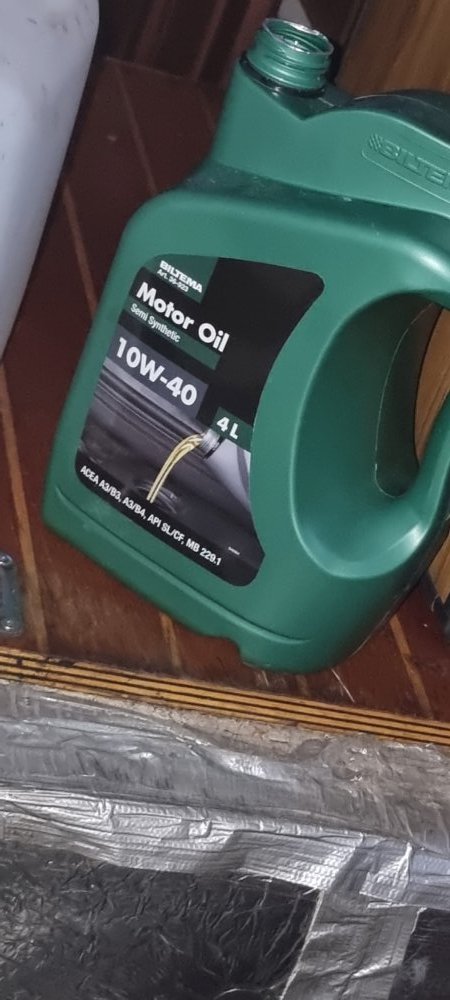 BILTEMA
BILTEMA
Motor Oil
Semi Synthetic
10W-40
4 L
ACEA A3/B3, A3/B4, API SL/CF, MB 229.1